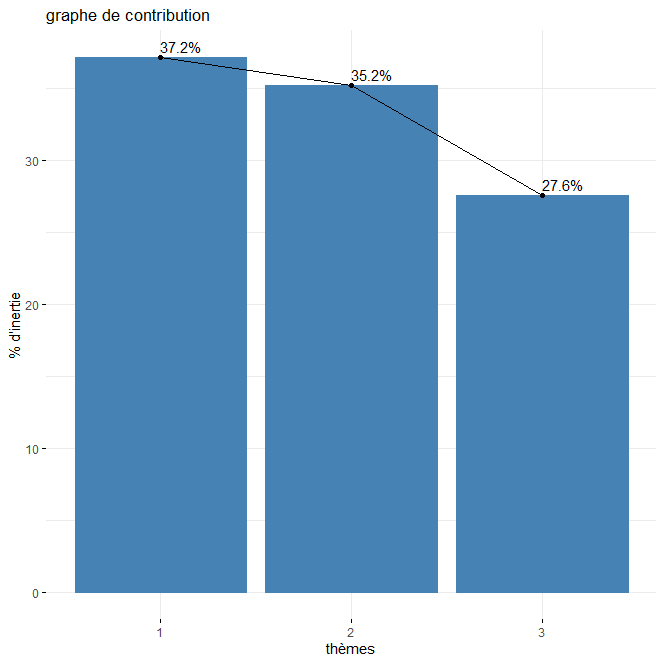 graphe de contribution
37.2%
35.2%
27.6%
% d'inertie
30
20
10
0
1 2 3
thèmes